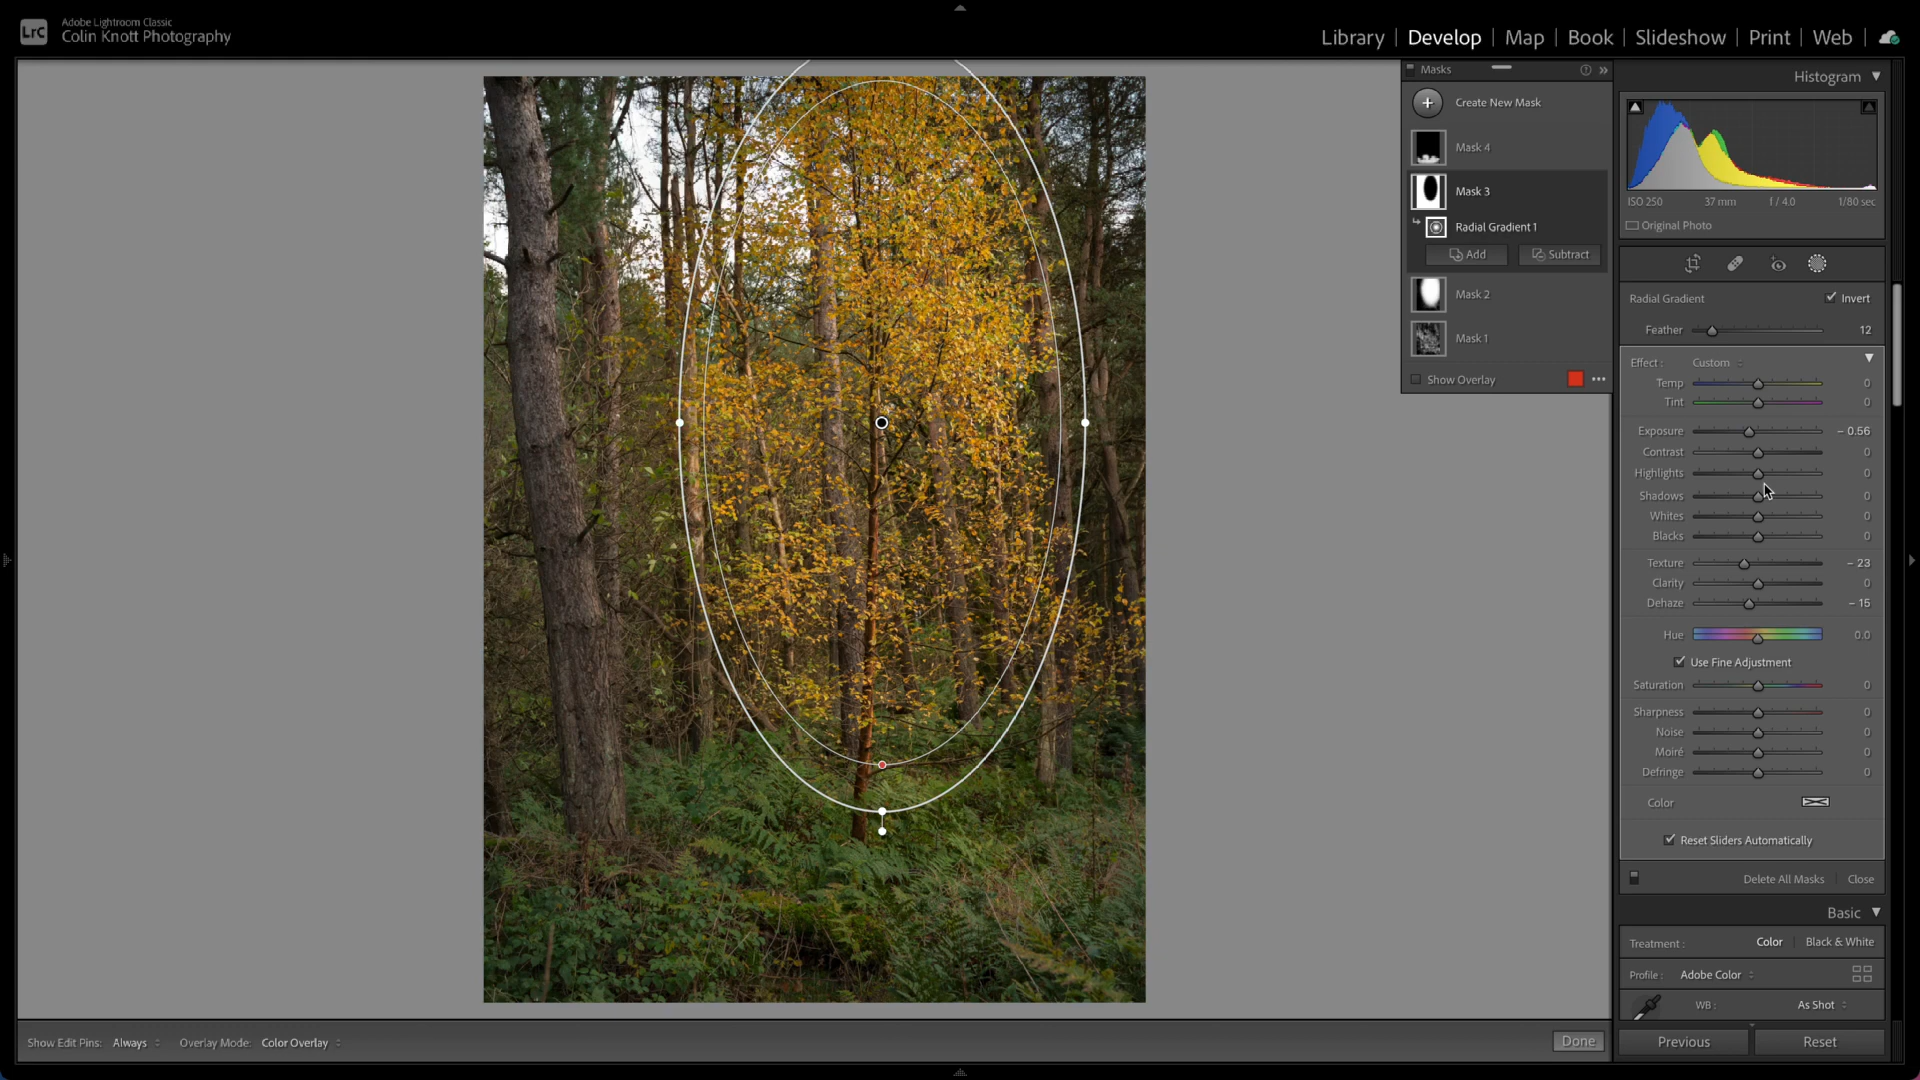 LrC
Adobe Lightroom Classic
Colin Knott Photography
Library | Develop | Map | Book | Slideshow | Print | Web
Masks
Create New Mask
Mask 4
Mask 3
Radial Gradient 1
Add Subtract
Mask 2
Mask 1
Show Overlay
Histogram
ISO 250 37 mm f / 4.0 1/80 sec
Original Photo
Radial Gradient Invert
Feather 12
Effect : Custom
Temp 0
Tint 0
Exposure – 0.56
Contrast 0
Highlights 0
Shadows 0
Whites 0
Blacks 0
Texture – 23
Clarity 0
Dehaze – 15
Hue 0.0
Use Fine Adjustment
Saturation 0
Sharpness 0
Noise 0
Moiré 0
Defringe 0
Color
Reset Sliders Automatically
Delete All Masks Close
Basic
Treatment : Color Black & White
Profile : Adobe Color
WB : As Shot
Previous Reset
Show Edit Pins: Always Overlay Mode: Color Overlay Done